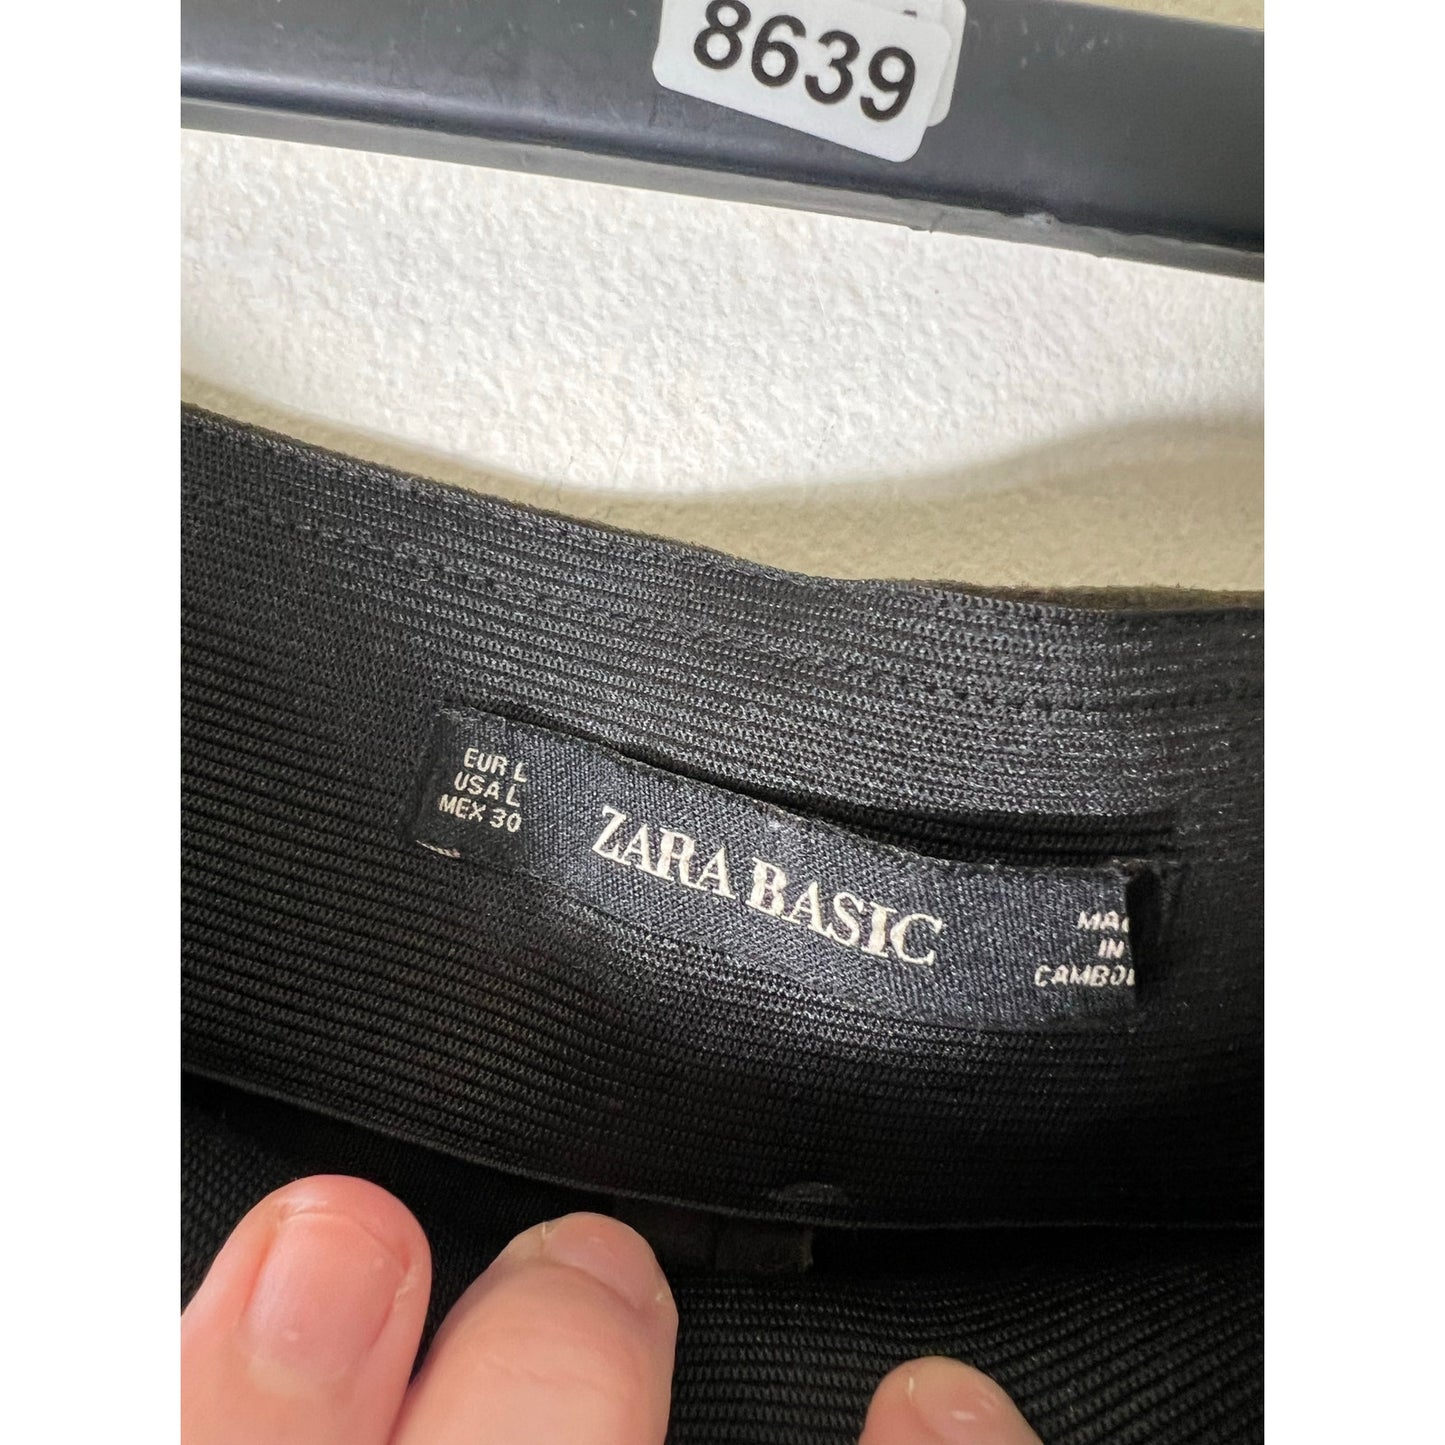 8639
EUR L
USA L
MEX 30
ZARA BASIC
IN